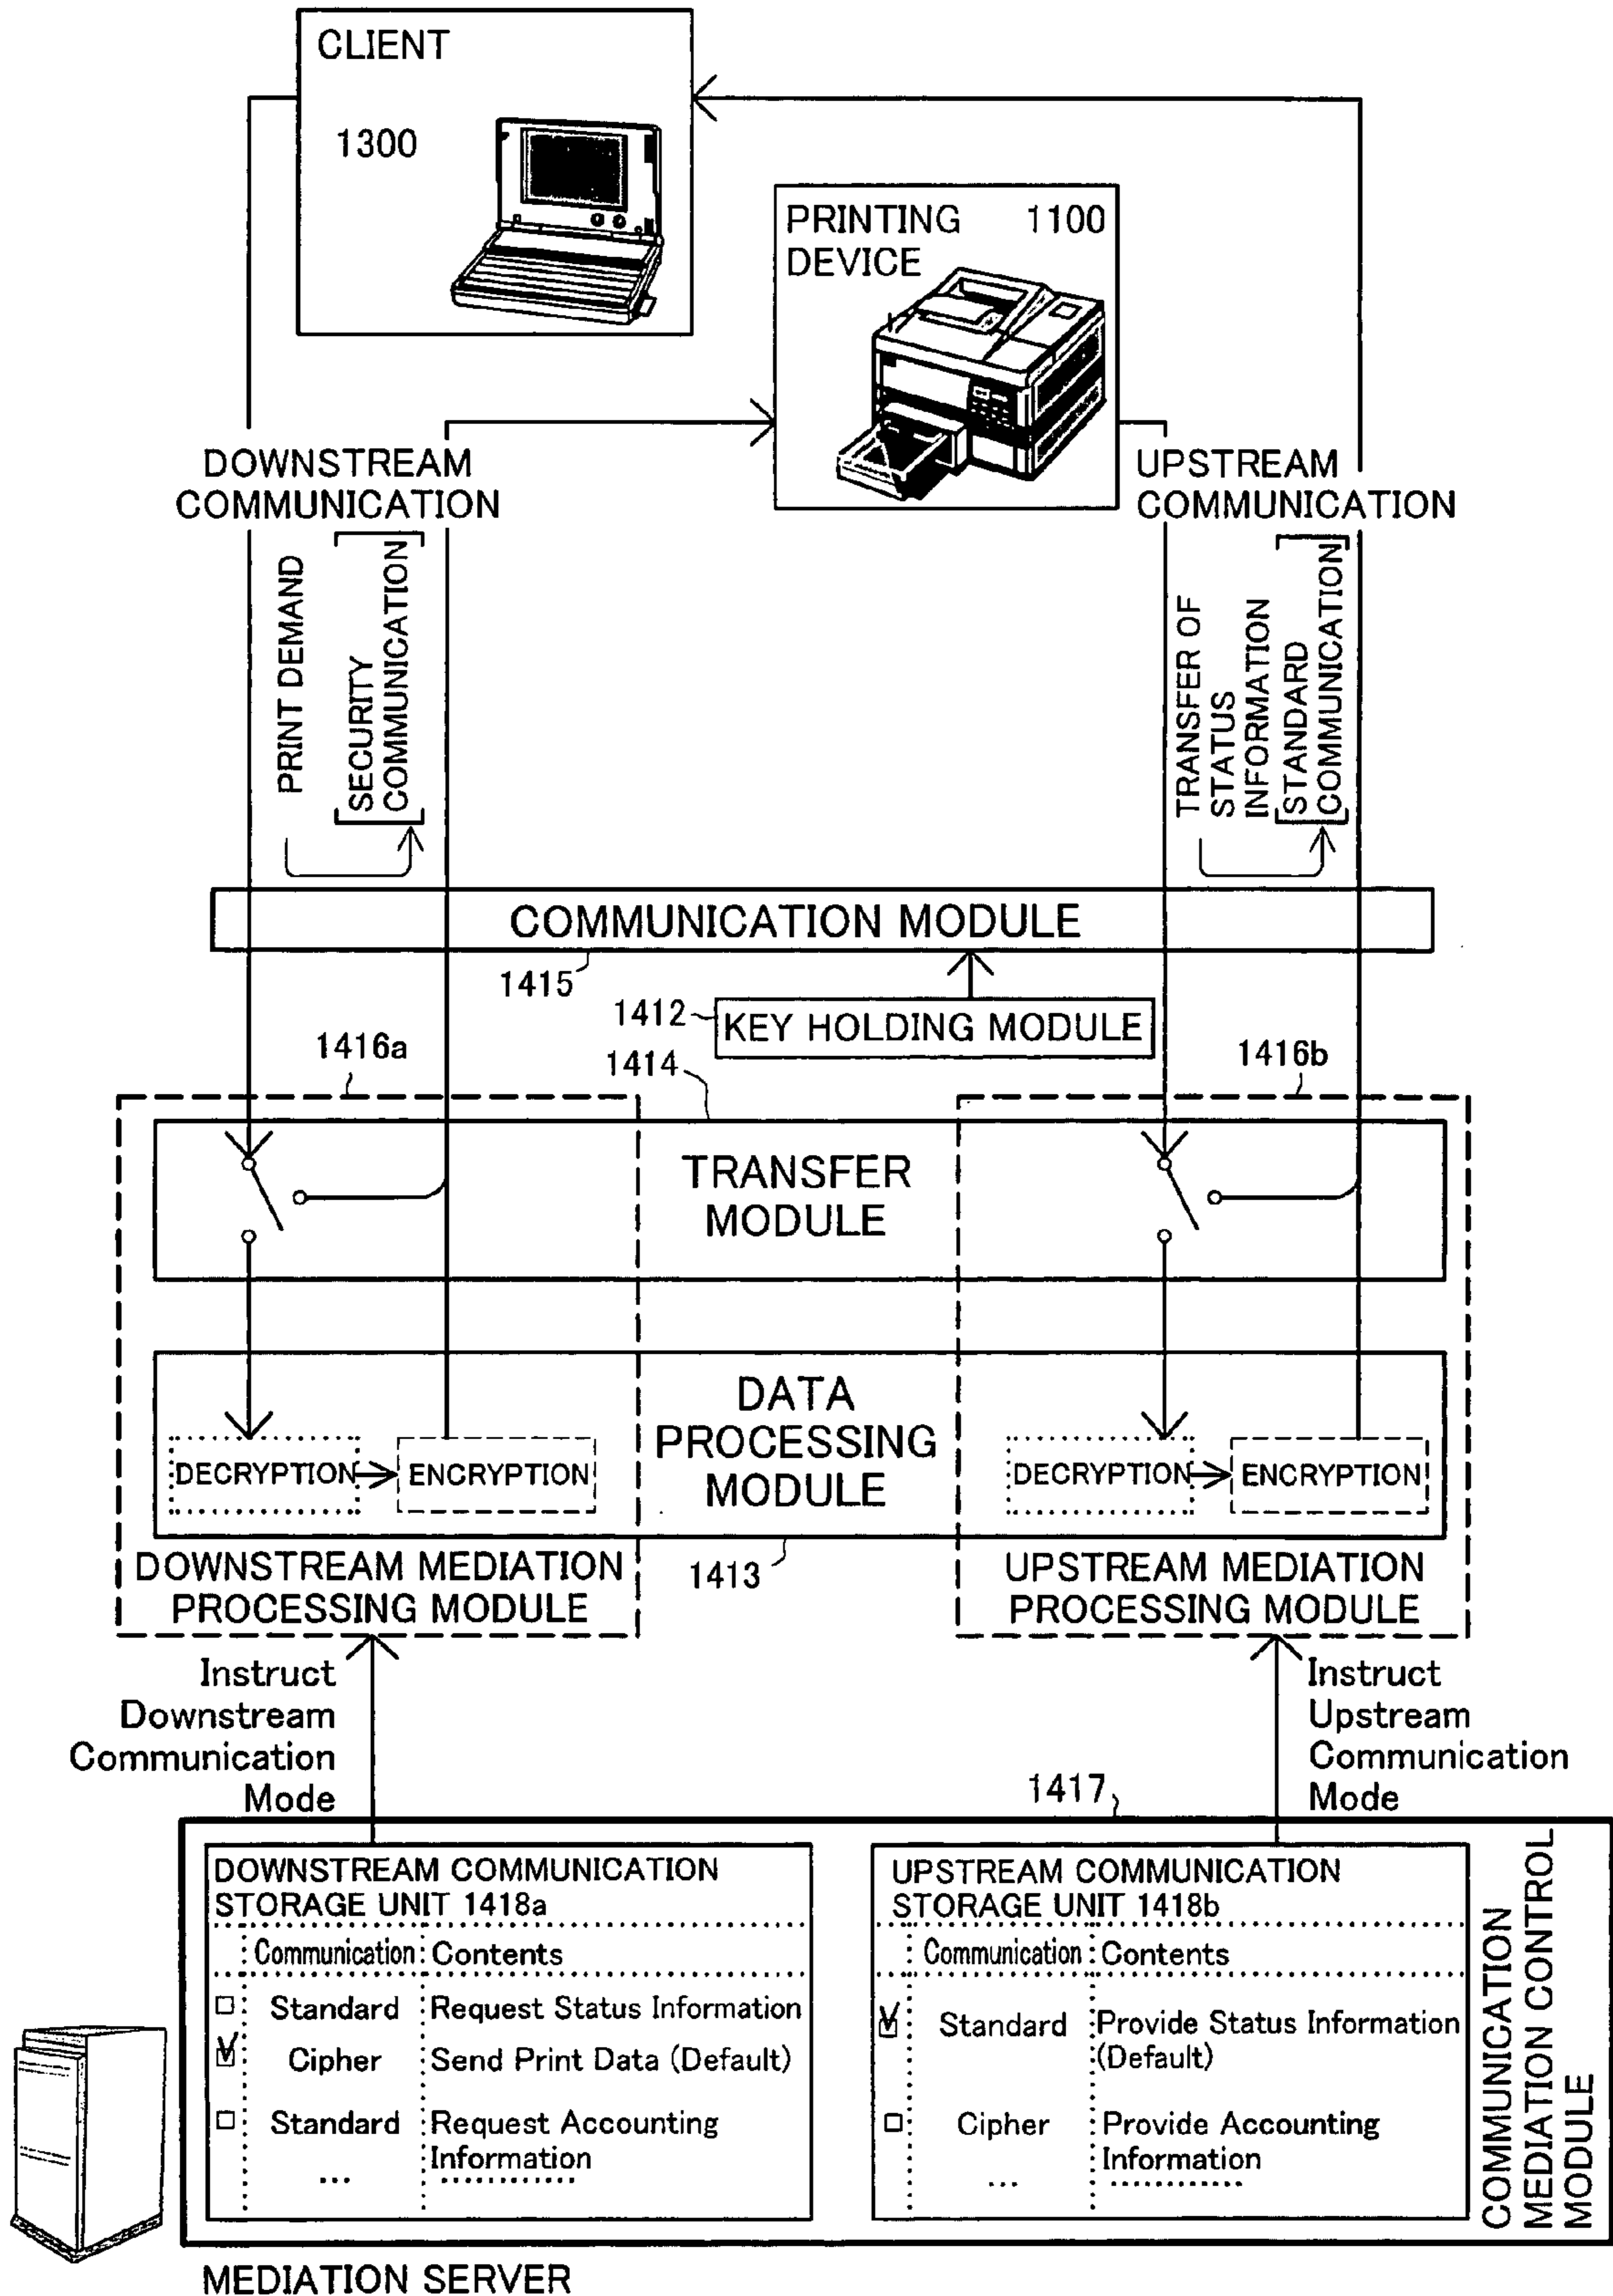 CLIENT
1300
PRINTING 1100
DEVICE
DOWNSTREAM
COMMUNICATION
UPSTREAM
COMMUNICATION
PRINT DEMAND
[SECURITY
COMMUNICATION]
TRANSFER OF
STATUS
INFORMATION
[STANDARD
COMMUNICATION]
COMMUNICATION MODULE
1415
1412
KEY HOLDING MODULE
1416a
1414
1416b
TRANSFER
MODULE
DATA
PROCESSING
MODULE
DECRYPTION
ENCRYPTION
DECRYPTION
ENCRYPTION
DOWNSTREAM MEDIATION
PROCESSING MODULE
1413
UPSTREAM MEDIATION
PROCESSING MODULE
Instruct
Downstream
Communication
Mode
Instruct
Upstream
Communication
Mode
1417
DOWNSTREAM COMMUNICATION
STORAGE UNIT 1418a
Communication Contents
Standard Request Status Information
Cipher Send Print Data (Default)
Standard Request Accounting
Information
... ............
UPSTREAM COMMUNICATION
STORAGE UNIT 1418b
Communication Contents
Standard Provide Status Information
(Default)
Cipher Provide Accounting
Information
... ............
COMMUNICATION
MEDIATION CONTROL
MODULE
MEDIATION SERVER